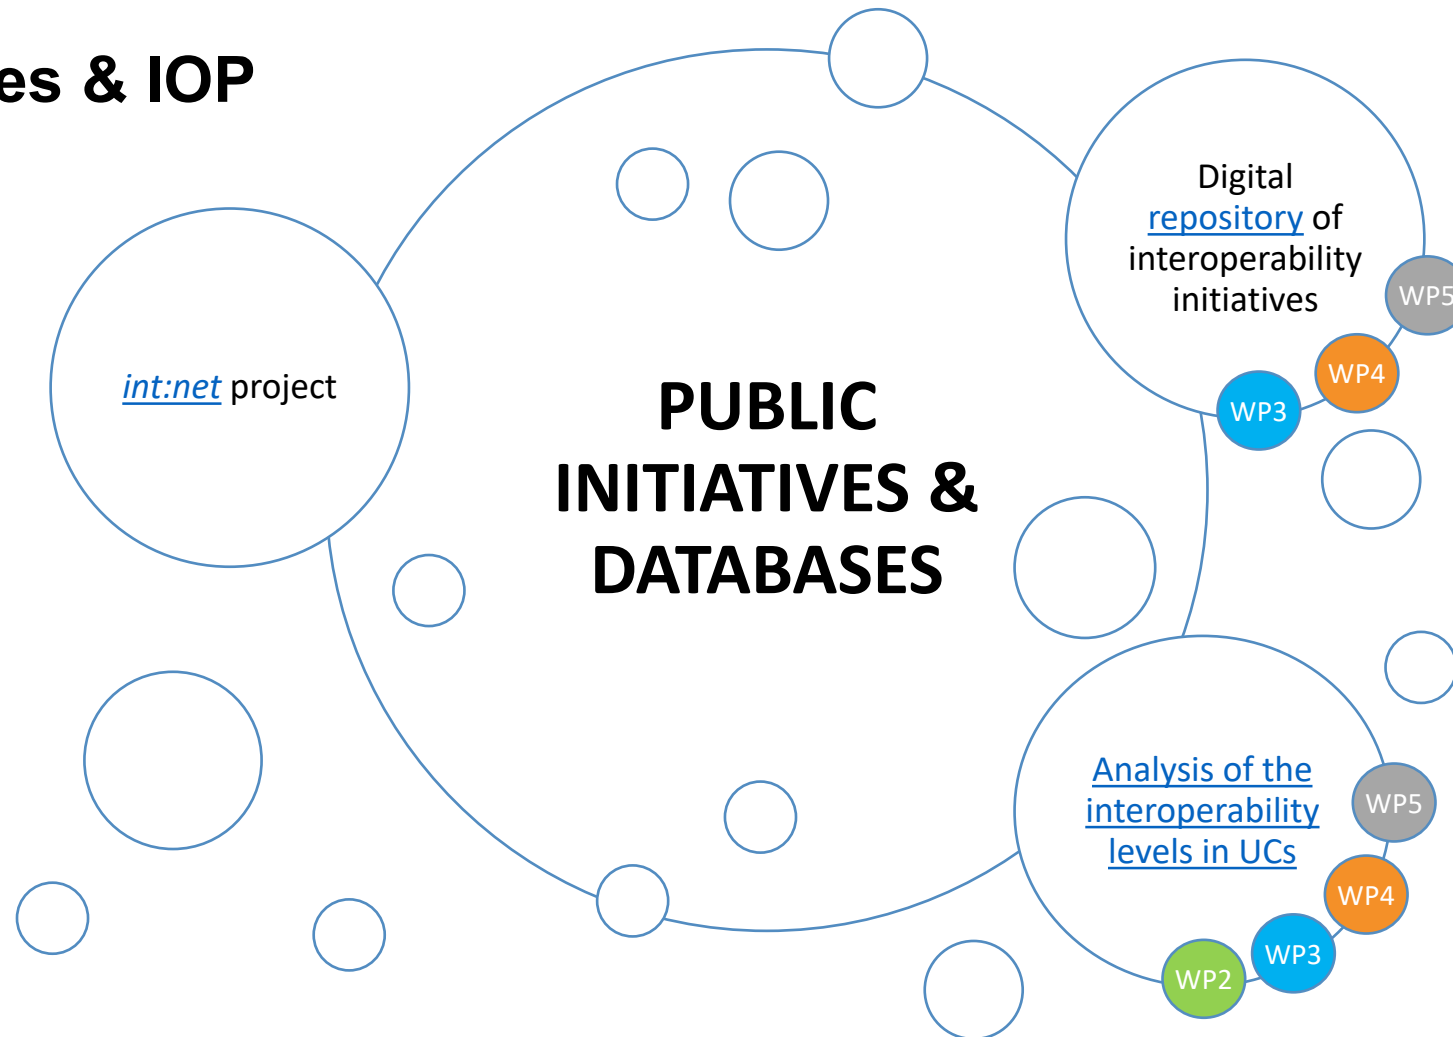 es & IOP
int:net project
PUBLIC
INITIATIVES &
DATABASES
Digital
repository of
interoperability
initiatives
WP5
WP4
WP3
Analysis of the
interoperability
levels in UCs
WP5
WP4
WP3
WP2